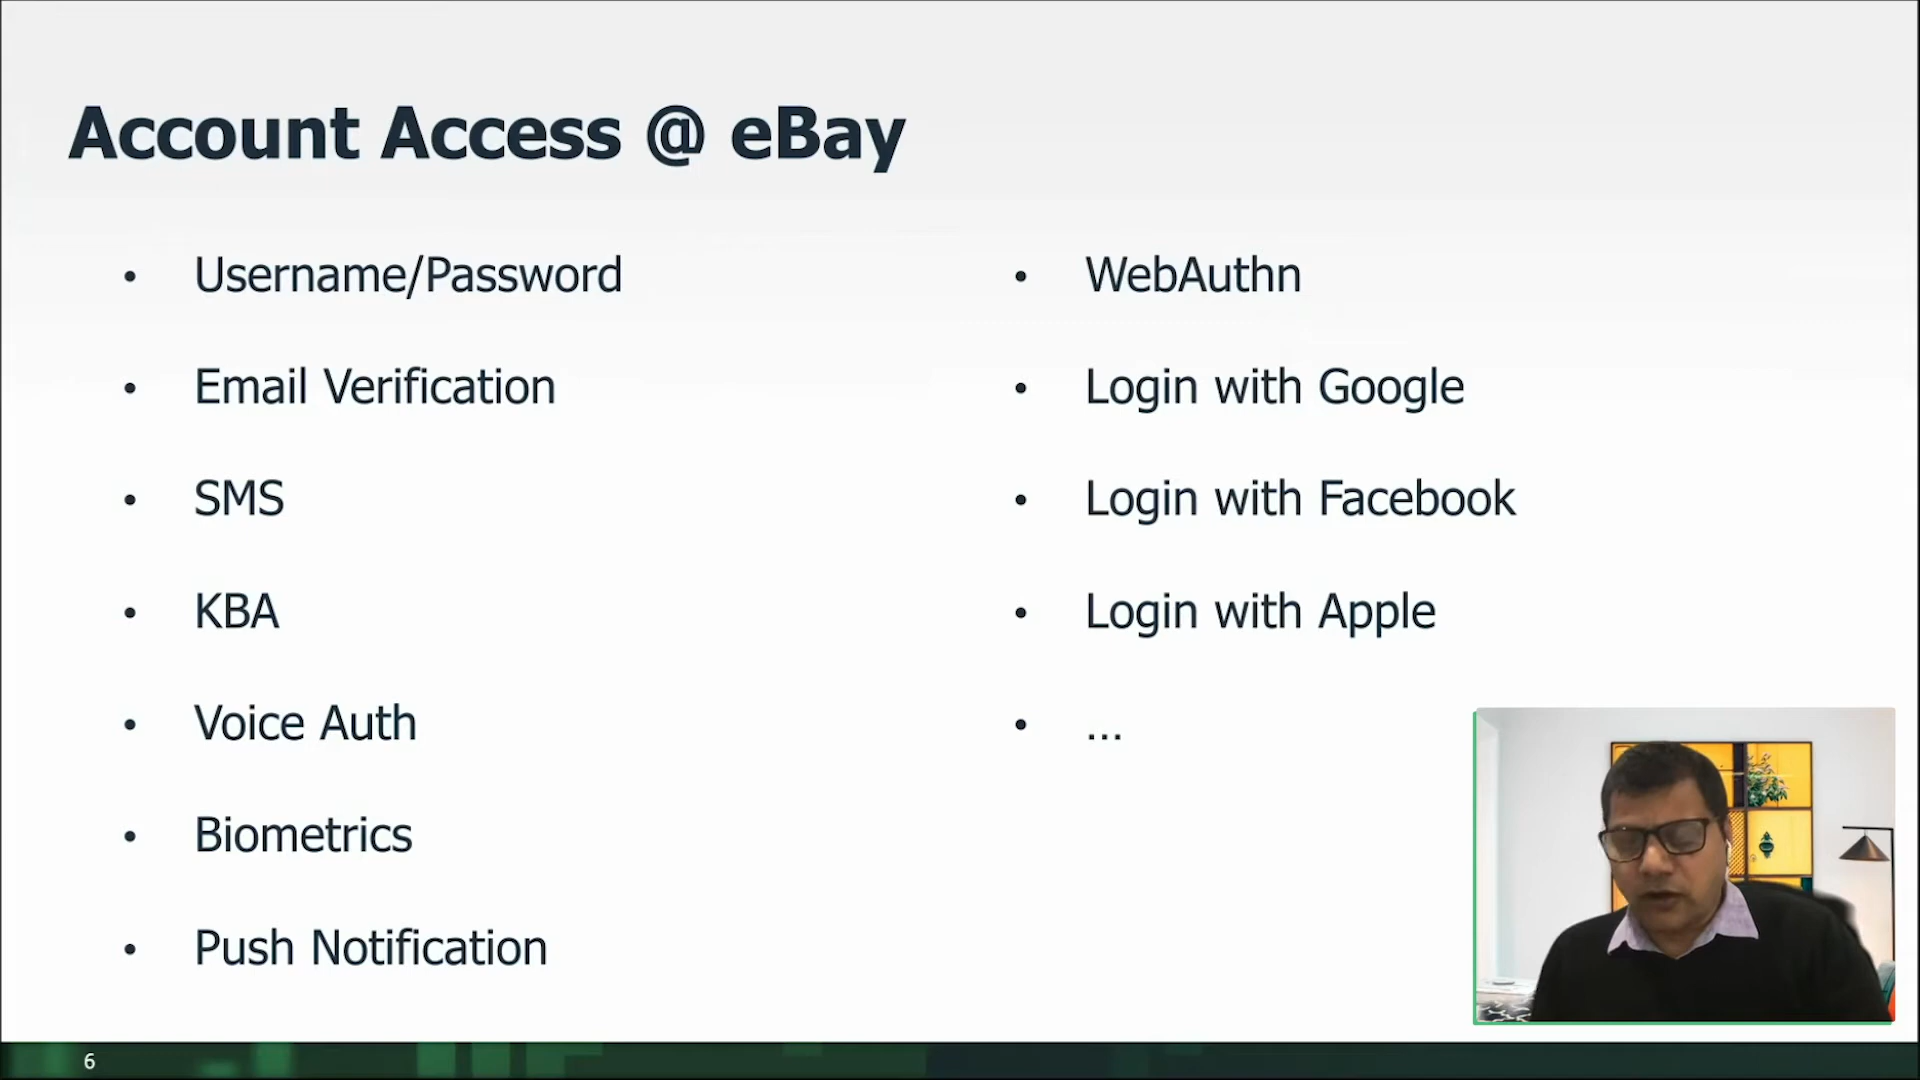 Account Access @ eBay
• Username/Password
• Email Verification
• SMS
• KBA
• Voice Auth
• Biometrics
• Push Notification
• WebAuthn
• Login with Google
• Login with Facebook
• Login with Apple
• ...
6